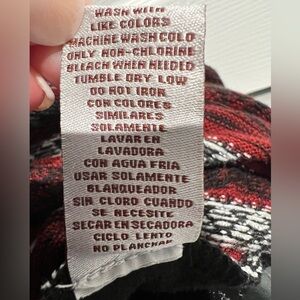 WASH WITH
LIKE COLORS
MACHINE WASH COLD
ONLY NON-CHLORINE
BLEACH WHEN NEEDED
TUMBLE DRY LOW
DO NOT IRON
CON COLORES
SIMILARES
SOLAMENTE
LAVAR EN
LAVADORA
CON AGUA FRIA
USAR SOLAMENTE
BLANQUEADOR
SIN CLORO CUANDO
SE NECESITE
SECAR EN SECADORA
CICLO LENTO
NO PLANCHAR